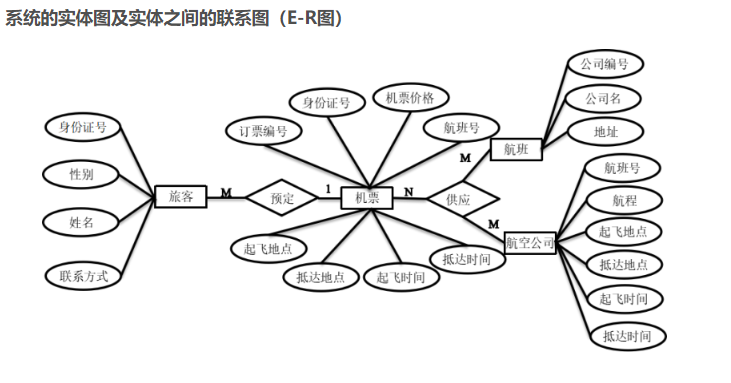 系统的实体图及实体之间的联系图（E-R图）
身份证号
性别
姓名
联系方式
旅客
M
预定
1
订票编号
身份证号
机票价格
航班号
机票
起飞地点
抵达地点
起飞时间
抵达时间
N
供应
M
M
航班
公司编号
公司名
地址
航空公司
航班号
航程
起飞地点
抵达地点
起飞时间
抵达时间